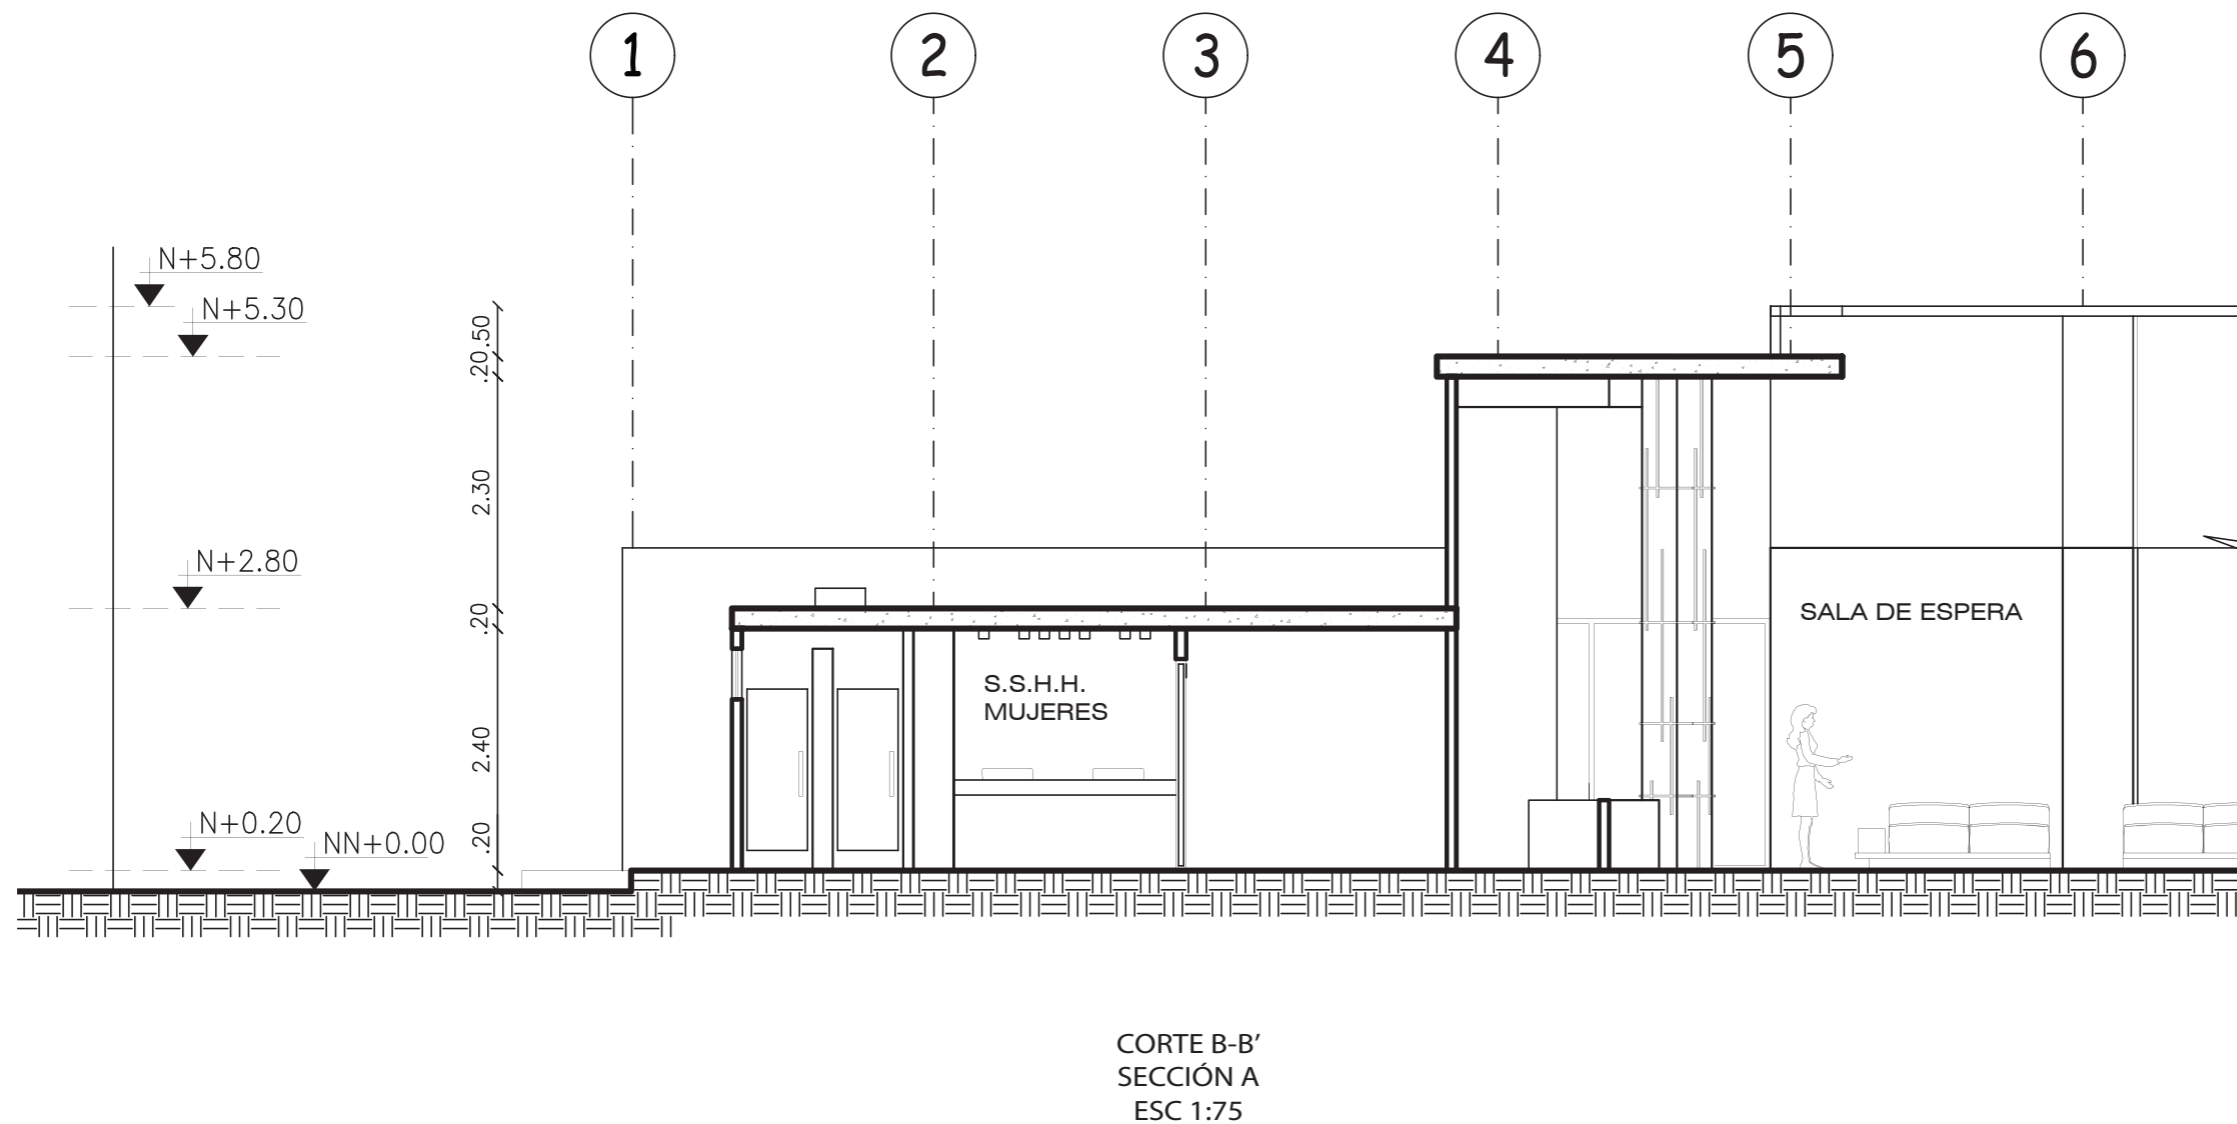 1
2
3
4
5
6
N+5.80
N+5.30
.50
.20
2.30
N+2.80
.20
SALA DE ESPERA
S.S.H.H.
MUJERES
2.40
N+0.20
NN+0.00
.20
CORTE B-B’
SECCIÓN A
ESC 1:75